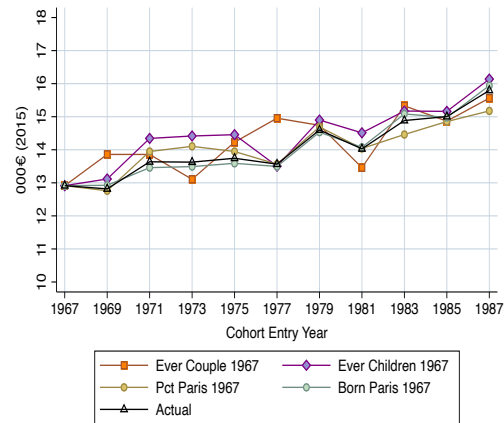 000€ (2015)
18
17
16
15
14
13
12
11
10
1967 1969 1971 1973 1975 1977 1979 1981 1983 1985 1987
Cohort Entry Year
Ever Couple 1967 Ever Children 1967
Pct Paris 1967 Born Paris 1967
Actual